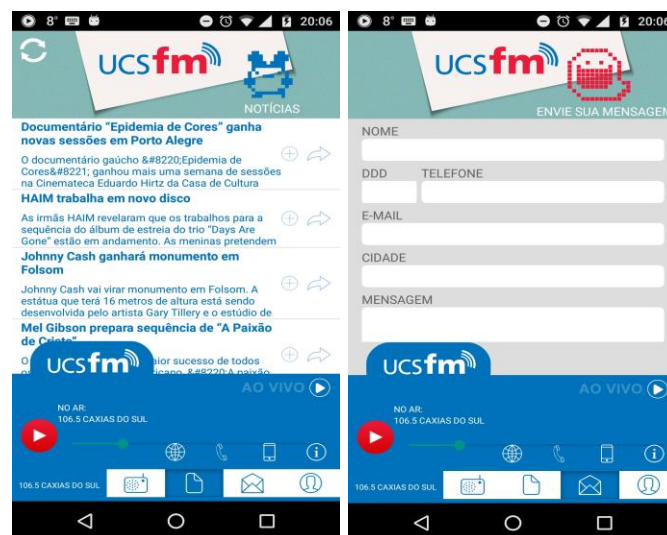 8° 20:06
UCSfm
NOTÍCIAS
Documentário "Epidemia de Cores" ganha
novas sessões em Porto Alegre
O documentário gaúcho &#8220;Epidemia de
Cores&#8221; ganhou mais uma semana de sessões
na Cinemateca Eduardo Hirtz da Casa de Cultura
HAIM trabalha em novo disco
As irmãs HAIM revelaram que os trabalhos para a
sequência do álbum de estreia do trio "Days Are
Gone" estão em andamento. As meninas pretendem
Johnny Cash ganhará monumento em
Folsom
Johnny Cash vai virar monumento em Folsom. A
estátua que terá 16 metros de altura está sendo
desenvolvida pelo artista Gary Tillery e o estúdio de
Mel Gibson prepara sequência de "A Paixão
de Cristo"
O aior sucesso de todos
icano, &#8220;A paixão
UCSfm
AO VIVO
NO AR:
106.5 CAXIAS DO SUL
106.5 CAXIAS DO SUL
8° 20:06
UCSfm
ENVIE SUA MENSAGEM
NOME
DDD TELEFONE
E-MAIL
CIDADE
MENSAGEM
UCSfm
AO VIVO
NO AR:
106.5 CAXIAS DO SUL
106.5 CAXIAS DO SUL